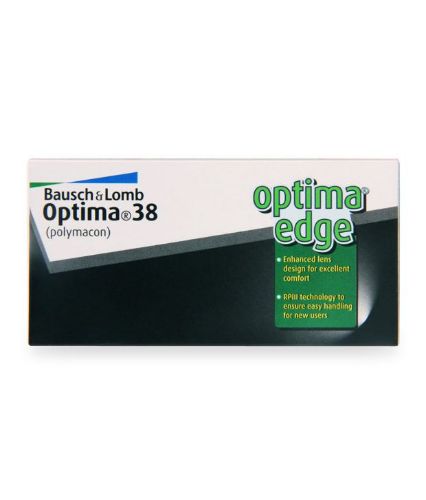 Bausch & Lomb
Optima® 38
(polymacon)
optima®
edge
• Enhanced lens
design for excellent
comfort
• RPIII technology to
ensure easy handling
for new users